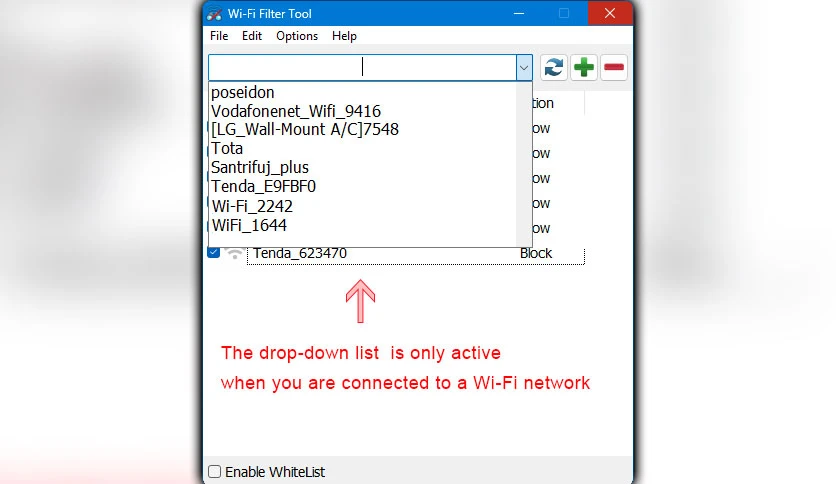 Wi-Fi Filter Tool
File Edit Options Help
poseidon
Vodafonenet_Wifi_9416
[LG_Wall-Mount A/C]7548
Tota
Santrifuj_plus
Tenda_E9FBF0
Wi-Fi_2242
WiFi_1644
tion
ow
ow
ow
ow
ow
Tenda_623470 Block
The drop-down list is only active
when you are connected to a Wi-Fi network
Enable WhiteList